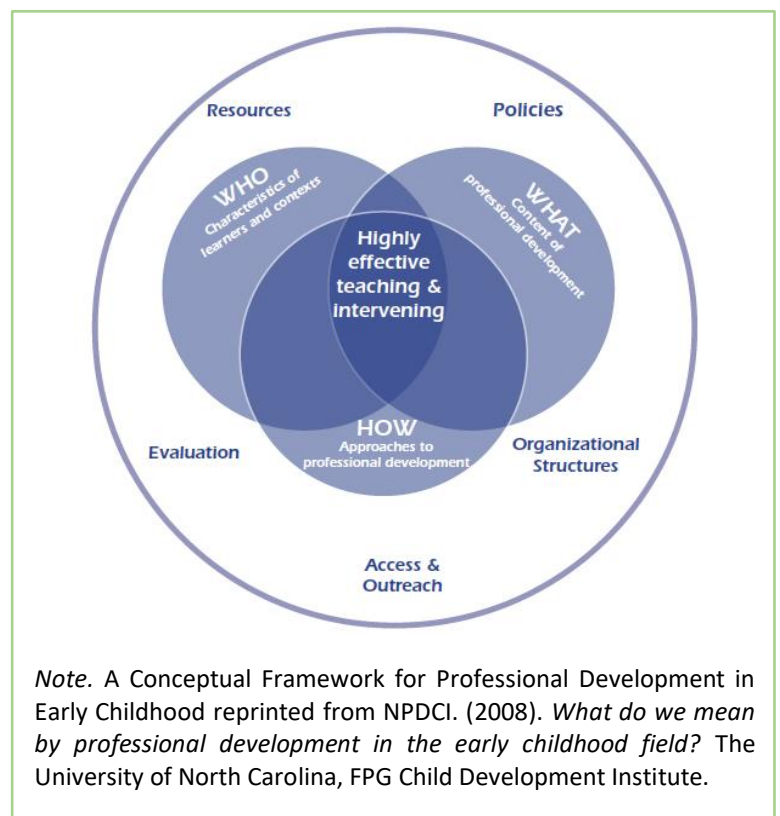 Resources
Policies
WHO
Characteristics of
learners and contexts
WHAT
Content of
professional development
Highly
effective
teaching &
intervening
HOW
Approaches to
professional development
Evaluation
Organizational
Structures
Access &
Outreach
Note. A Conceptual Framework for Professional Development in
Early Childhood reprinted from NPDCI. (2008). What do we mean
by professional development in the early childhood field? The
University of North Carolina, FPG Child Development Institute.